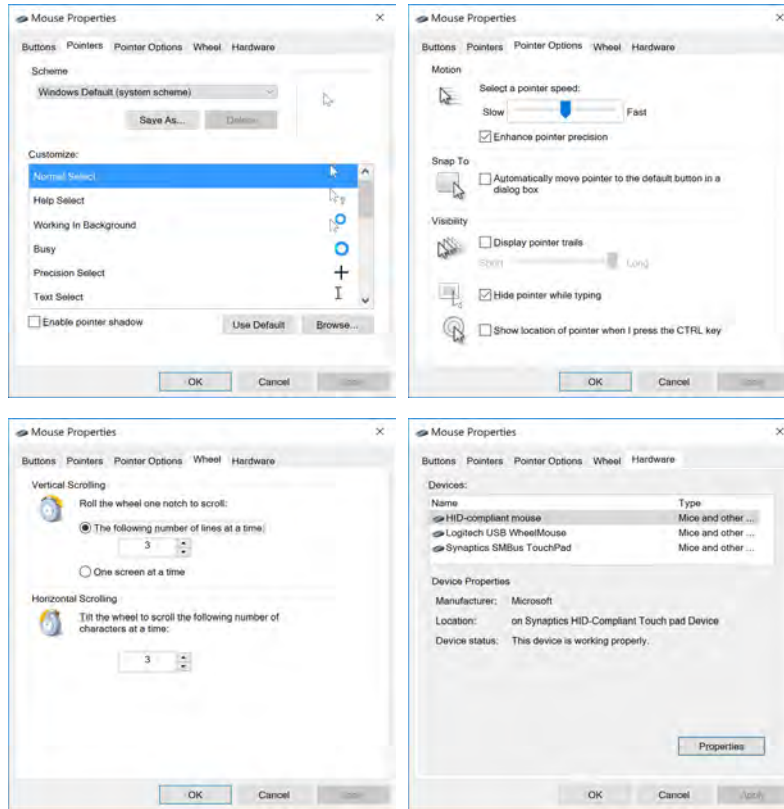 Mouse Properties
Buttons Pointers Pointer Options Wheel Hardware
Scheme
Windows Default (system scheme)
Save As... Delete
Customize:
Normal Select
Help Select
Working In Background
Busy
Precision Select
Text Select
Enable pointer shadow
Use Default Browse...
OK Cancel Apply
Mouse Properties
Buttons Pointers Pointer Options Wheel Hardware
Motion
Select a pointer speed:
Slow Fast
Enhance pointer precision
Snap To
Automatically move pointer to the default button in a
dialog box
Visibility
Display pointer trails
Short Long
Hide pointer while typing
Show location of pointer when I press the CTRL key
OK Cancel Apply
Mouse Properties
Buttons Pointers Pointer Options Wheel Hardware
Vertical Scrolling
Roll the wheel one notch to scroll:
The following number of lines at a time:
3
One screen at a time
Horizontal Scrolling
Tilt the wheel to scroll the following number of
characters at a time:
3
OK Cancel Apply
Mouse Properties
Buttons Pointers Pointer Options Wheel Hardware
Devices:
Name Type
HID-compliant mouse Mice and other ...
Logitech USB WheelMouse Mice and other ...
Synaptics SMBus TouchPad Mice and other ...
Device Properties
Manufacturer: Microsoft
Location: on Synaptics HID-Compliant Touch pad Device
Device status: This device is working properly.
Properties
OK Cancel Apply